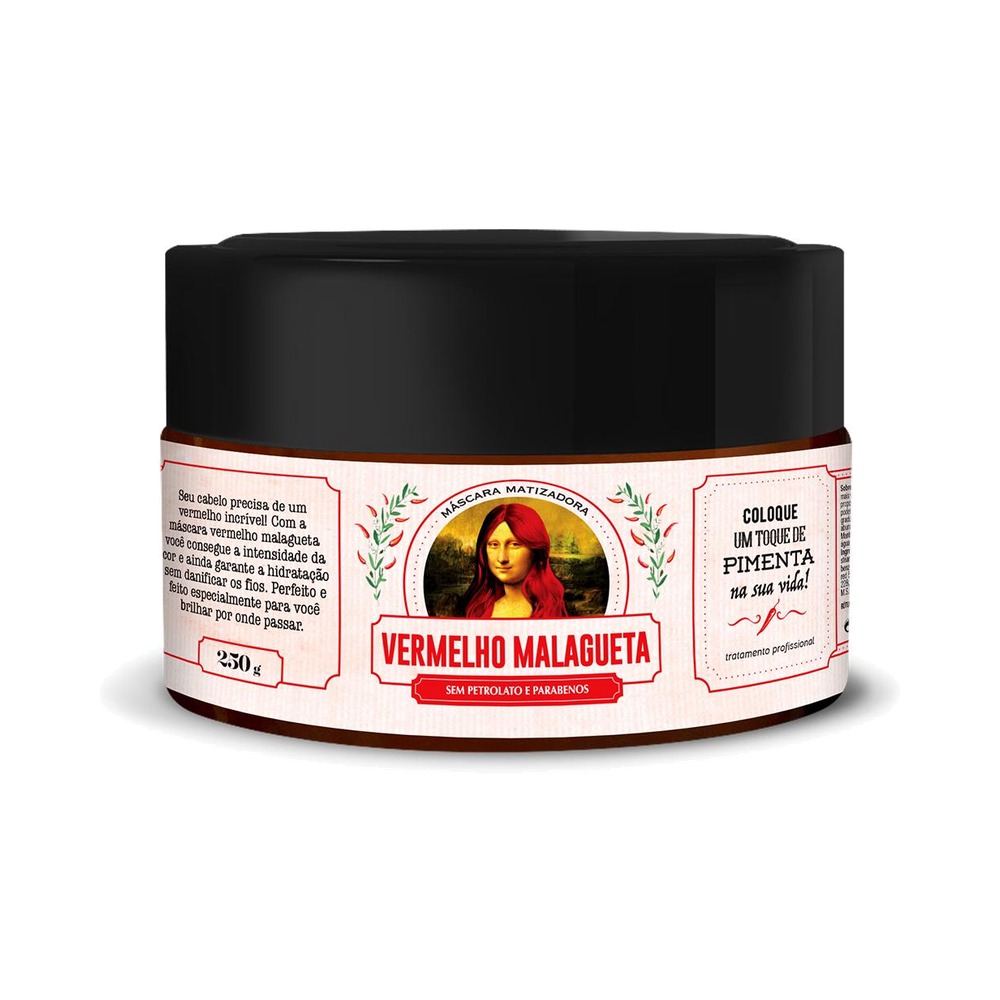 Seu cabelo precisa de um
vermelho incrível! Com a
máscara vermelho malagueta
você consegue a intensidade da
cor e ainda garante a hidratação
sem danificar os fios. Perfeito e
feito especialmente para você
brilhar por onde passar.
250 g
MÁSCARA MATIZADORA
VERMELHO MALAGUETA
SEM PETROLATO E PARABENOS
COLOQUE
UM TOQUE DE
PIMENTA
na sua vida!
tratamento profissional